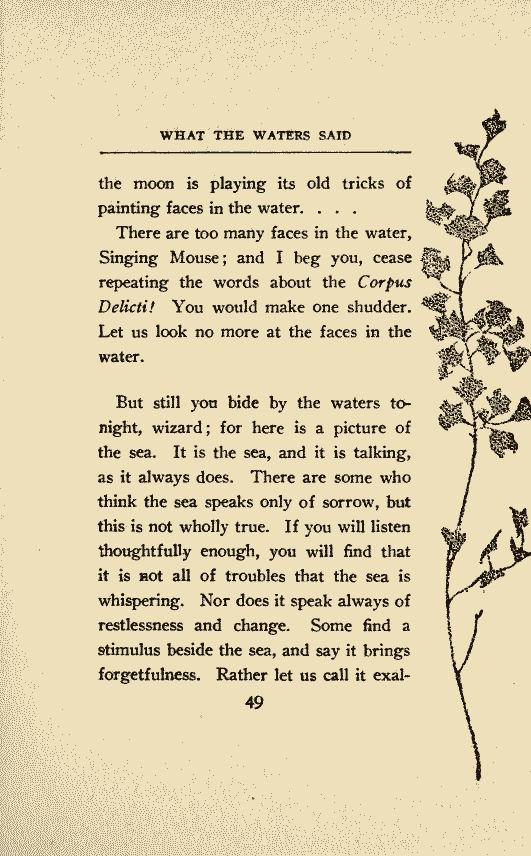 WHAT THE WATERS SAID
the moon is playing its old tricks of
painting faces in the water. . . .
There are too many faces in the water,
Singing Mouse; and I beg you, cease
repeating the words about the Corpus
Delicti! You would make one shudder.
Let us look no more at the faces in the
water.
But still you bide by the waters to-
night, wizard; for here is a picture of
the sea. It is the sea, and it is talking,
as it always does. There are some who
think the sea speaks only of sorrow, but
this is not wholly true. If you will listen
thoughtfully enough, you will find that
it is not all of troubles that the sea is
whispering. Nor does it speak always of
restlessness and change. Some find a
stimulus beside the sea, and say it brings
forgetfulness. Rather let us call it exal-
49